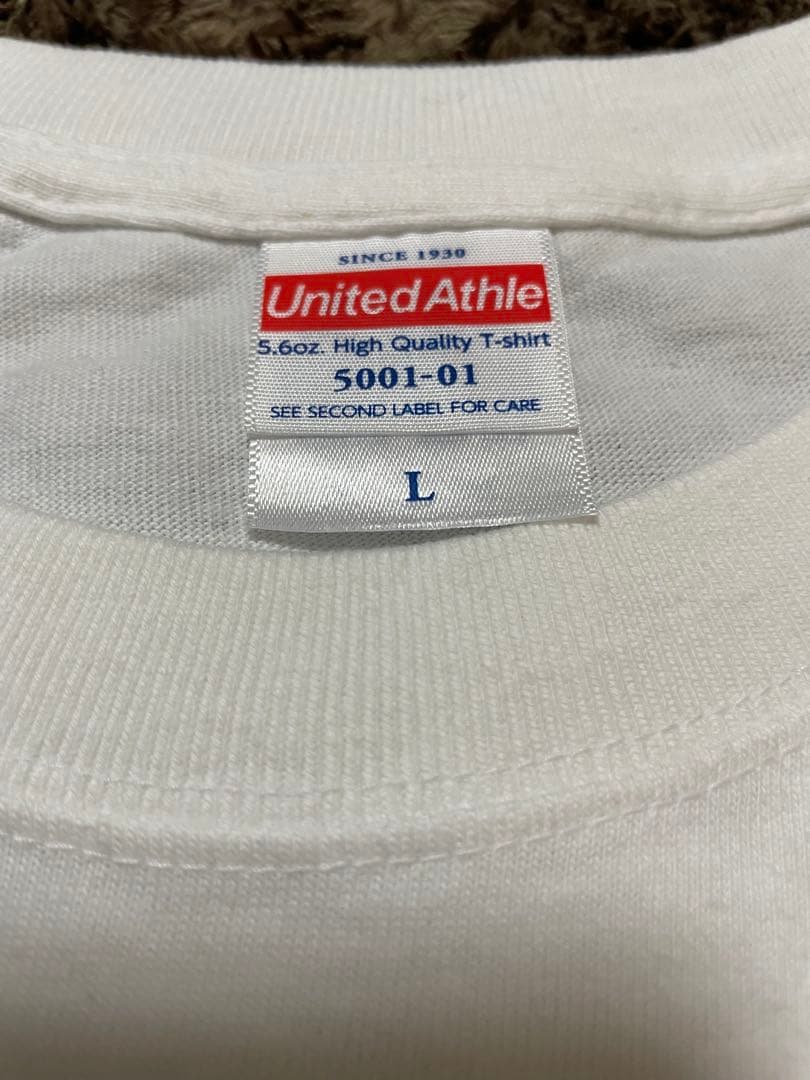 SINCE 1930
United Athle
5.6oz. High Quality T-shirt
5001-01
SEE SECOND LABEL FOR CARE
L